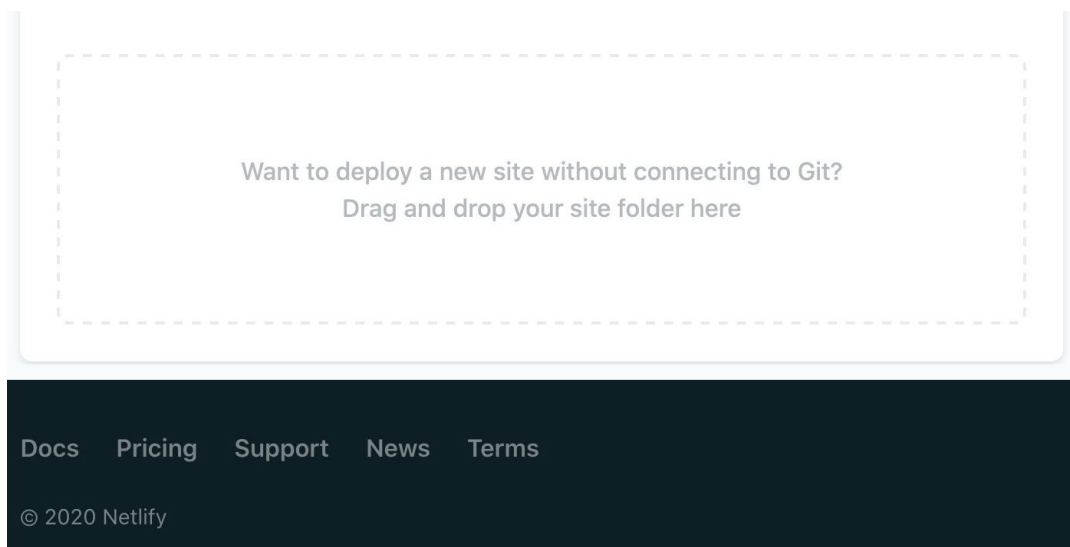 Want to deploy a new site without connecting to Git?
Drag and drop your site folder here
Docs Pricing Support News Terms
© 2020 Netlify